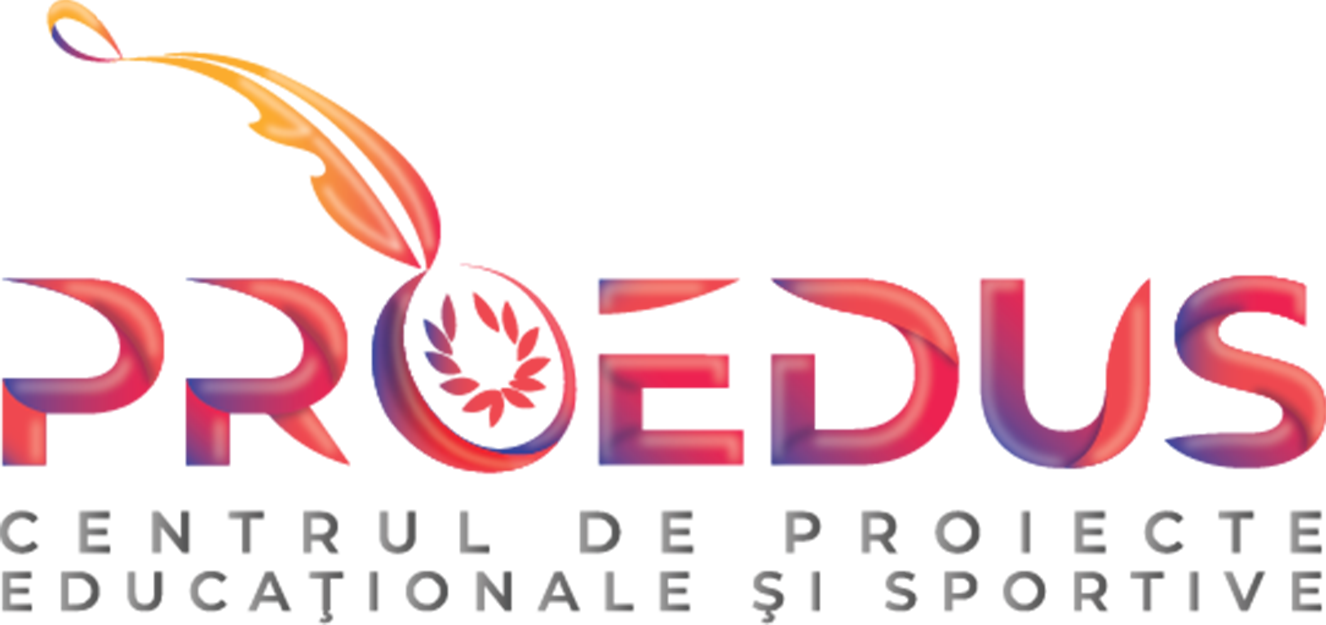 PROEDUS
CENTRUL DE PROIECTE
EDUCAŢIONALE ŞI SPORTIVE